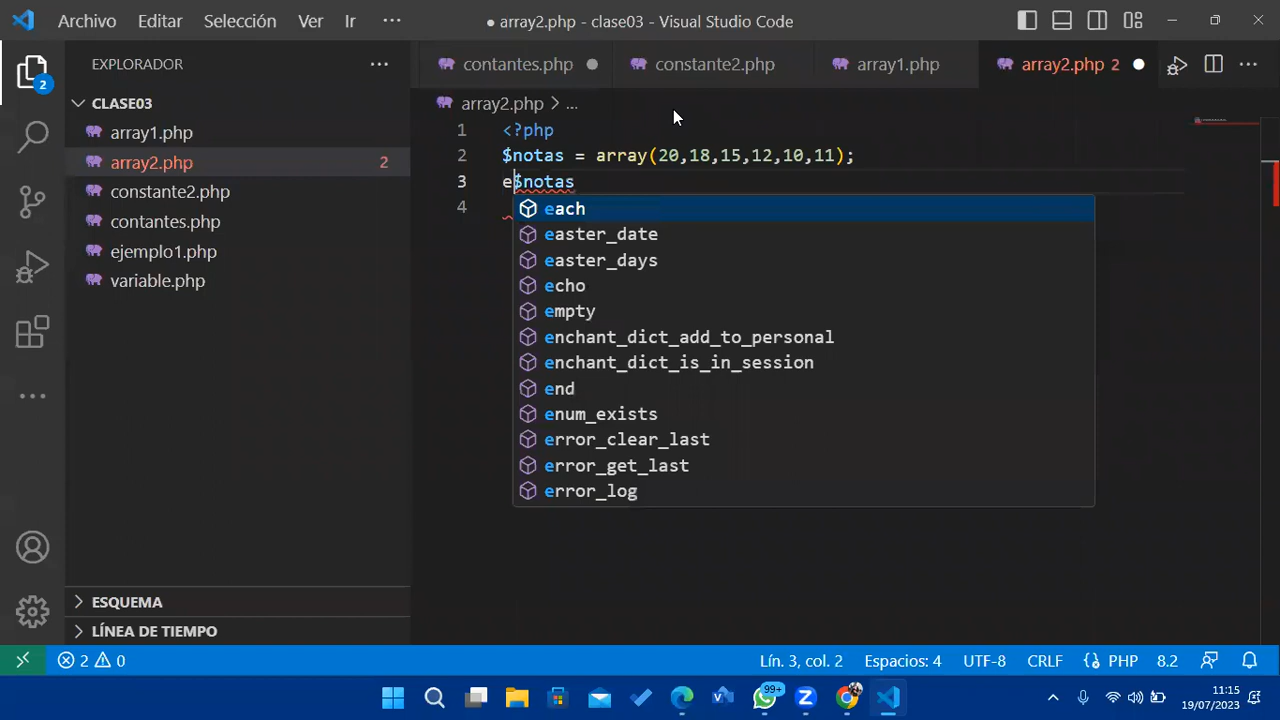 Archivo Editar Selección Ver Ir ···
● array2.php - clase03 - Visual Studio Code
EXPLORADOR ···
CLASE03
array1.php
array2.php 2
constante2.php
contantes.php
ejemplo1.php
variable.php
ESQUEMA
LÍNEA DE TIEMPO
2
contantes.php ● constante2.php array1.php array2.php 2 ●
array2.php > ...
1 <?php
2 $notas = array(20,18,15,12,10,11);
3 e$notas
4
each
easter_date
easter_days
echo
empty
enchant_dict_add_to_personal
enchant_dict_is_in_session
end
enum_exists
error_clear_last
error_get_last
error_log
2 0 Lín. 3, col. 2 Espacios: 4 UTF-8 CRLF {} PHP 8.2
99+
11:15
19/07/2023